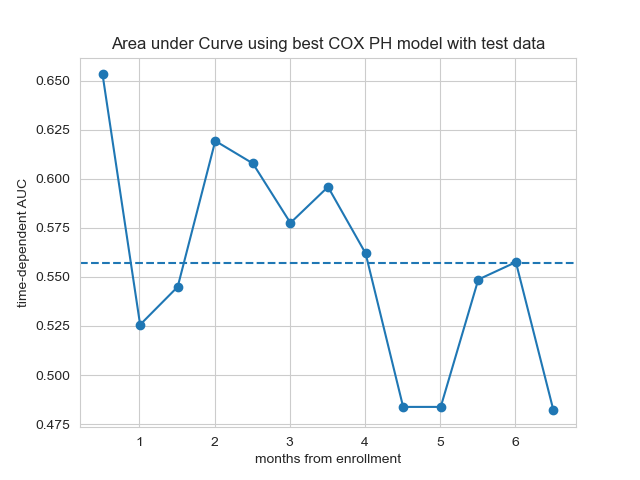 Area under Curve using best COX PH model with test data
time-dependent AUC
0.650
0.625
0.600
0.575
0.550
0.525
0.500
0.475
1 2 3 4 5 6
months from enrollment